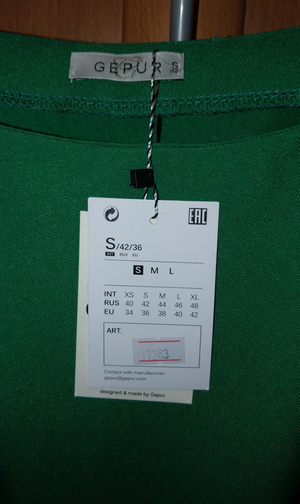 GEPUR S
EAC
S/42/36
INT RUS EU
S M L
INT XS S M L XL
RUS 40 42 44 46 48
EU 34 36 38 40 42
ART.
11283
Contact with manufacturer:
gepur@gepur.com
designed & made by Gepur